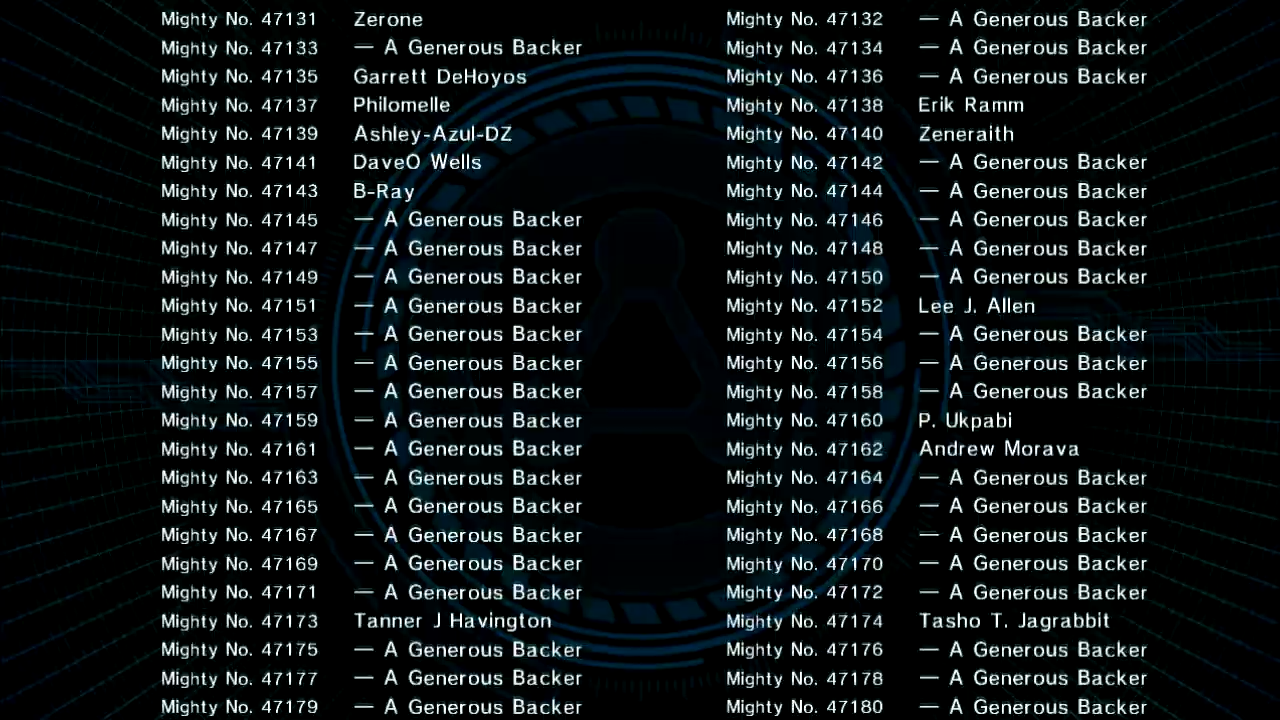 Mighty No. 47131 Zerone Mighty No. 47132 — A Generous Backer
Mighty No. 47133 — A Generous Backer Mighty No. 47134 — A Generous Backer
Mighty No. 47135 Garrett DeHoyos Mighty No. 47136 — A Generous Backer
Mighty No. 47137 Philomelle Mighty No. 47138 Erik Ramm
Mighty No. 47139 Ashley-Azul-DZ Mighty No. 47140 Zeneraith
Mighty No. 47141 DaveO Wells Mighty No. 47142 — A Generous Backer
Mighty No. 47143 B-Ray Mighty No. 47144 — A Generous Backer
Mighty No. 47145 — A Generous Backer Mighty No. 47146 — A Generous Backer
Mighty No. 47147 — A Generous Backer Mighty No. 47148 — A Generous Backer
Mighty No. 47149 — A Generous Backer Mighty No. 47150 — A Generous Backer
Mighty No. 47151 — A Generous Backer Mighty No. 47152 Lee J. Allen
Mighty No. 47153 — A Generous Backer Mighty No. 47154 — A Generous Backer
Mighty No. 47155 — A Generous Backer Mighty No. 47156 — A Generous Backer
Mighty No. 47157 — A Generous Backer Mighty No. 47158 — A Generous Backer
Mighty No. 47159 — A Generous Backer Mighty No. 47160 P. Ukpabi
Mighty No. 47161 — A Generous Backer Mighty No. 47162 Andrew Morava
Mighty No. 47163 — A Generous Backer Mighty No. 47164 — A Generous Backer
Mighty No. 47165 — A Generous Backer Mighty No. 47166 — A Generous Backer
Mighty No. 47167 — A Generous Backer Mighty No. 47168 — A Generous Backer
Mighty No. 47169 — A Generous Backer Mighty No. 47170 — A Generous Backer
Mighty No. 47171 — A Generous Backer Mighty No. 47172 — A Generous Backer
Mighty No. 47173 Tanner J Havington Mighty No. 47174 Tasho T. Jagrabbit
Mighty No. 47175 — A Generous Backer Mighty No. 47176 — A Generous Backer
Mighty No. 47177 — A Generous Backer Mighty No. 47178 — A Generous Backer
Mighty No. 47179 — A Generous Backer Mighty No. 47180 — A Generous Backer